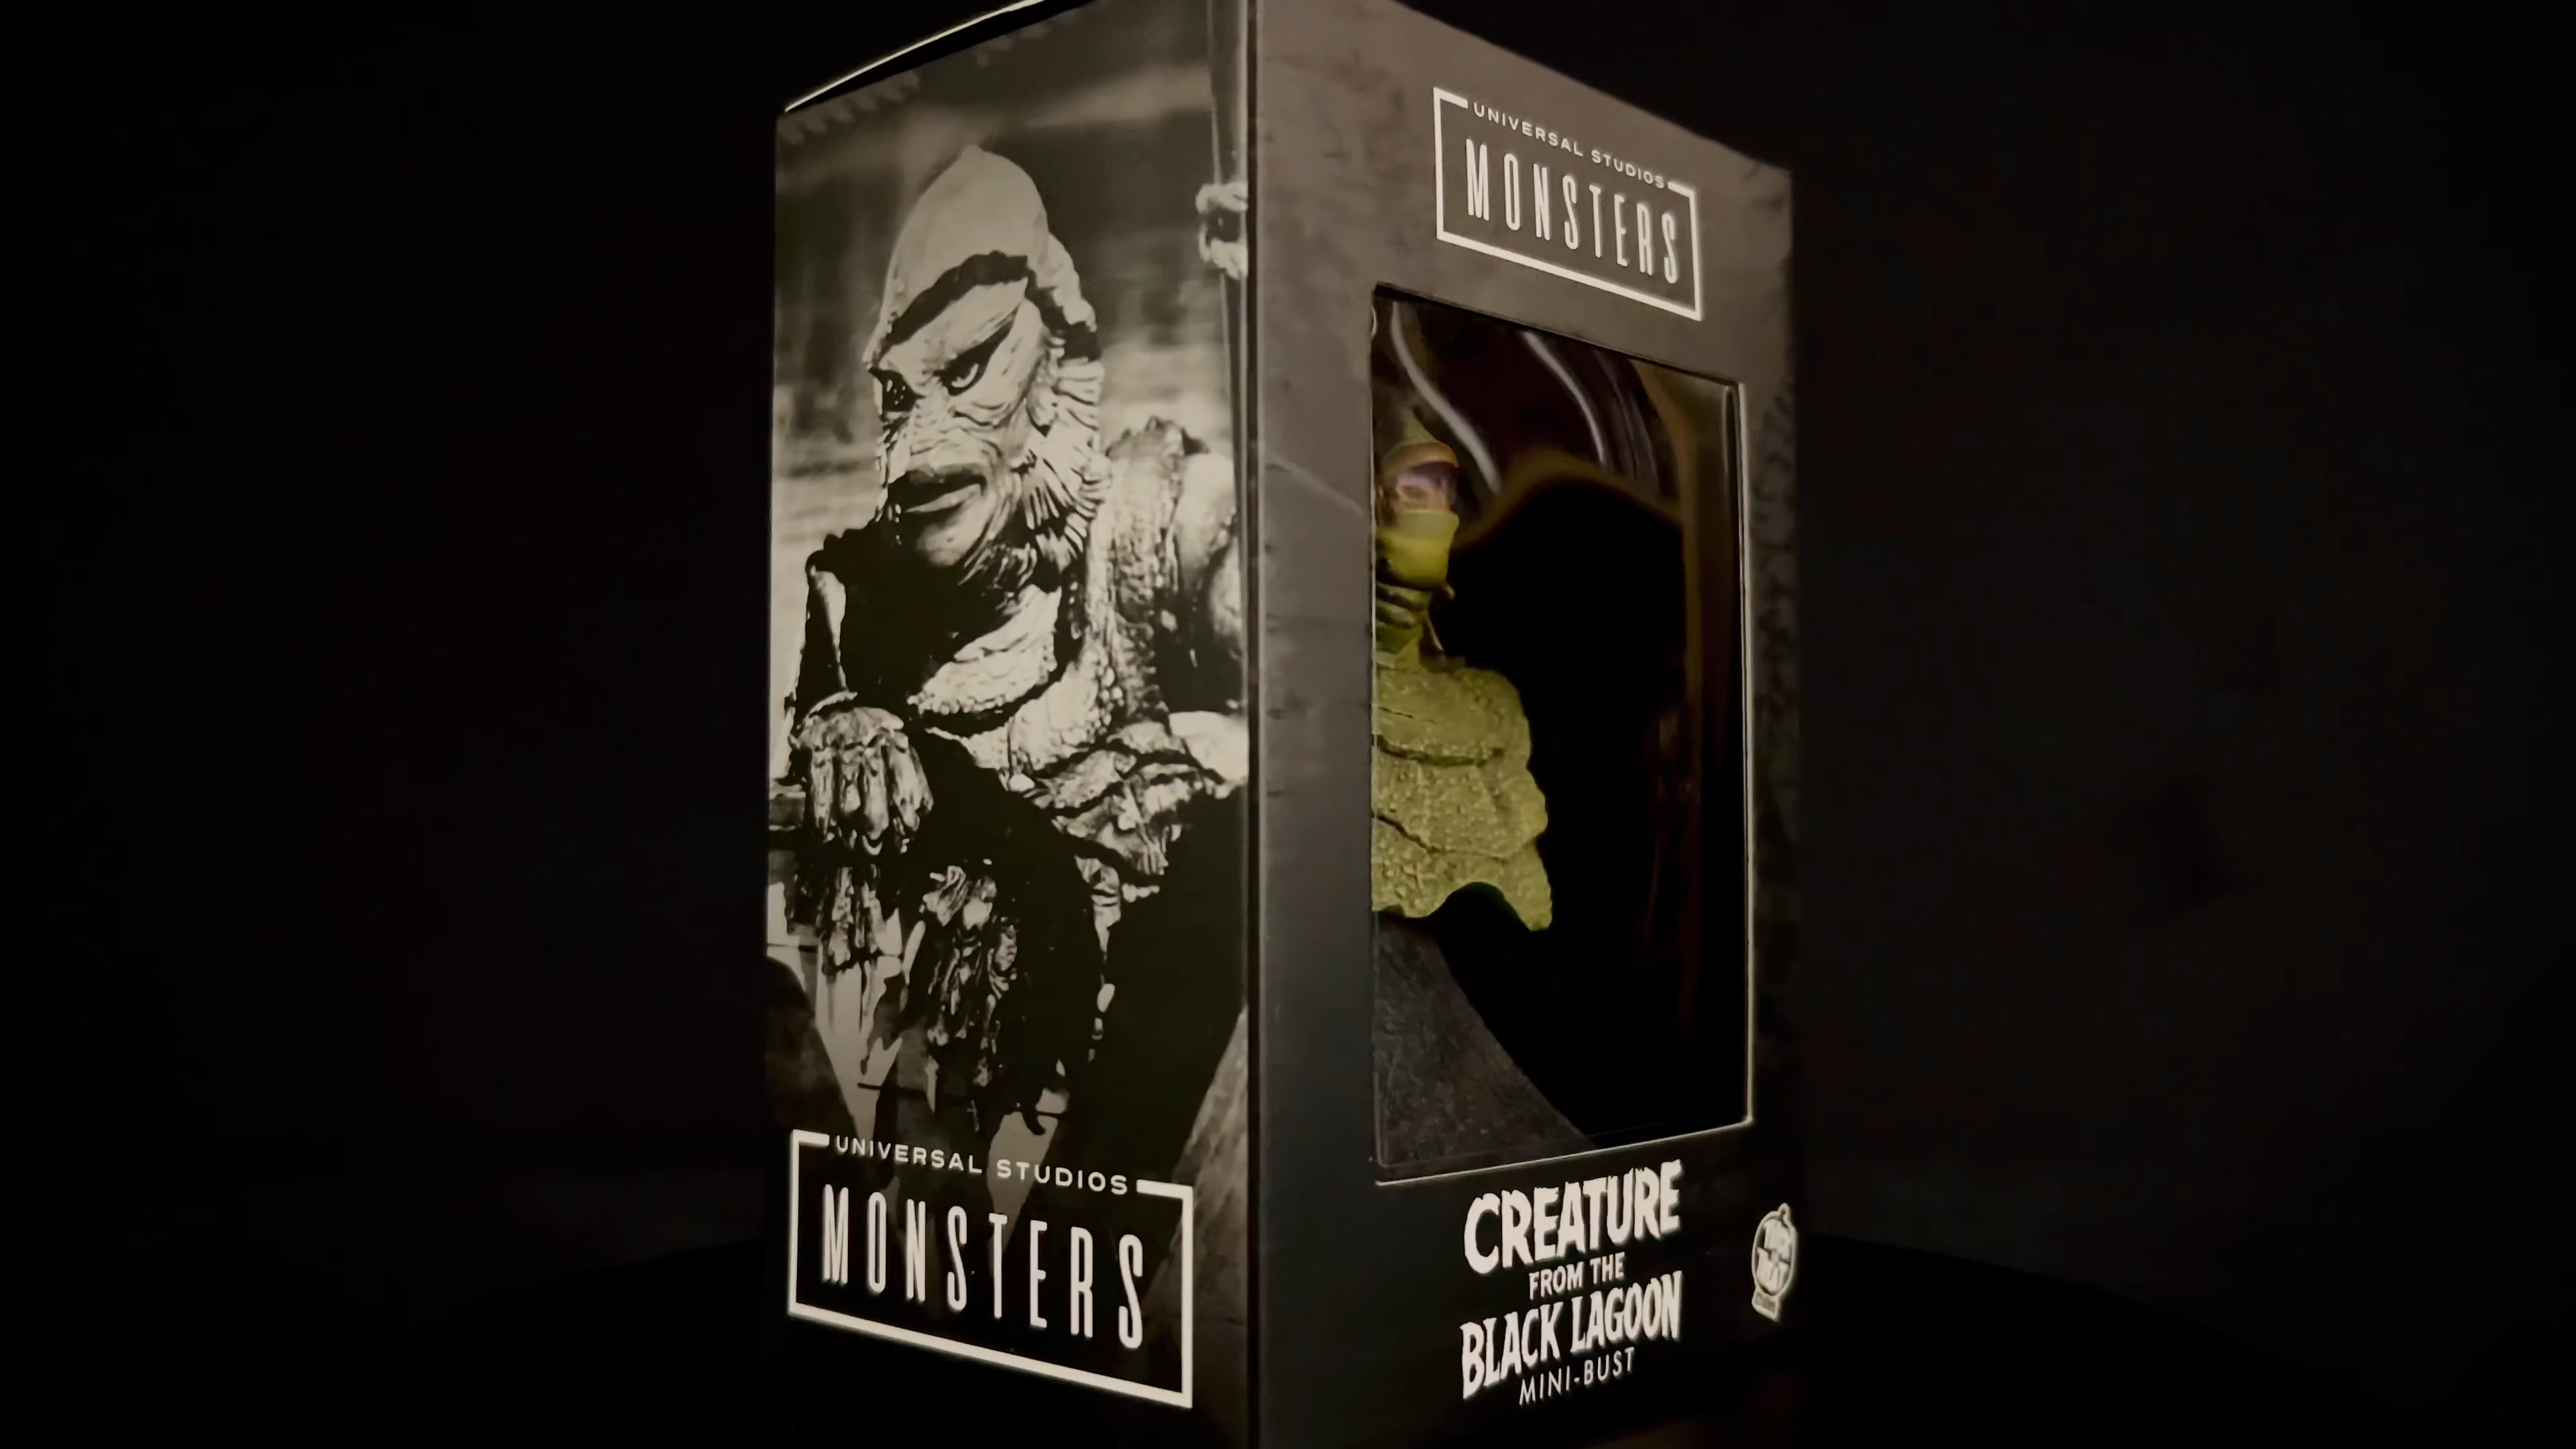 UNIVERSAL STUDIOS
MONSTERS
UNIVERSAL STUDIOS
MONSTERS
CREATURE
FROM THE
BLACK LAGOON
MINI-BUST